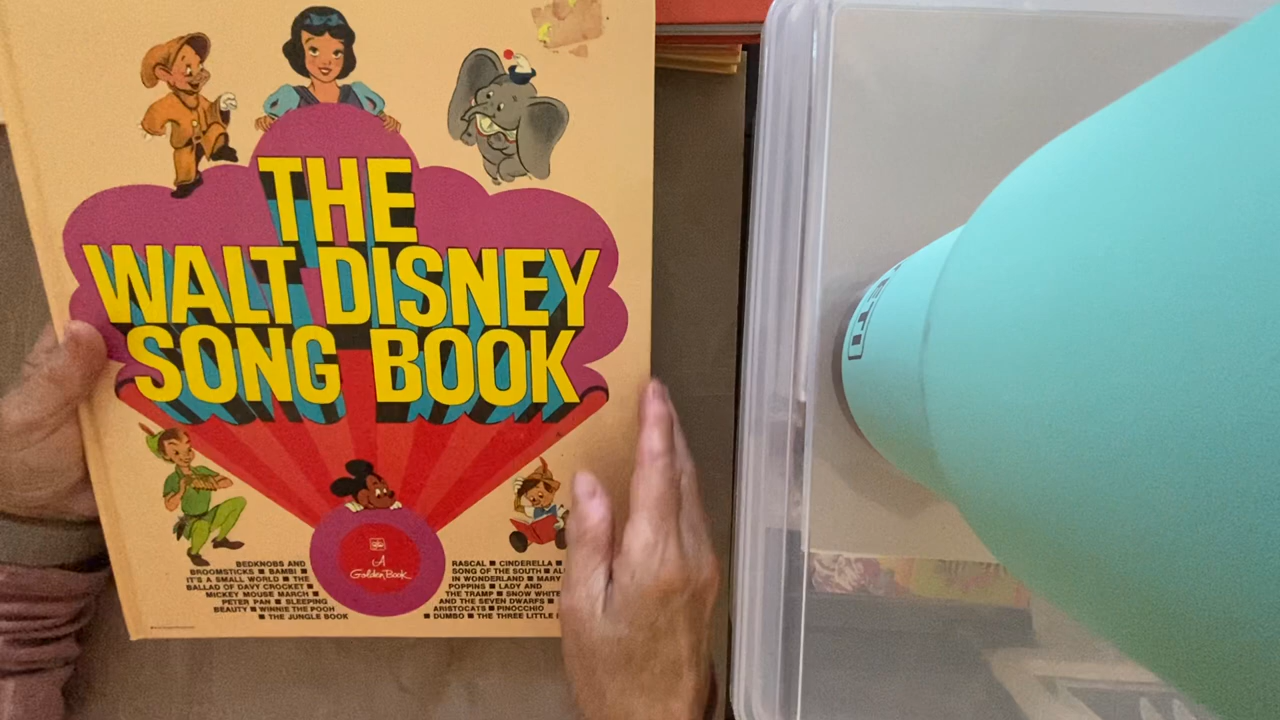 THE
WALT DISNEY
SONG BOOK
A
Golden Book
BEDKNOBS AND
BROOMSTICKS ■ BAMBI ■
IT'S A SMALL WORLD ■ THE
BALLAD OF DAVY CROCKET ■
MICKEY MOUSE MARCH ■
PETER PAN ■ SLEEPING
BEAUTY ■ WINNIE THE POOH
■ THE JUNGLE BOOK
RASCAL ■ CINDERELLA ■
SONG OF THE SOUTH ■
IN WONDERLAND ■ MARY
POPPINS ■ LADY AND
THE TRAMP ■ SNOW WHITE
AND THE SEVEN DWARFS ■
ARISTOCATS ■ PINOCCHIO
■ DUMBO ■ THE THREE LITTLE
YETI